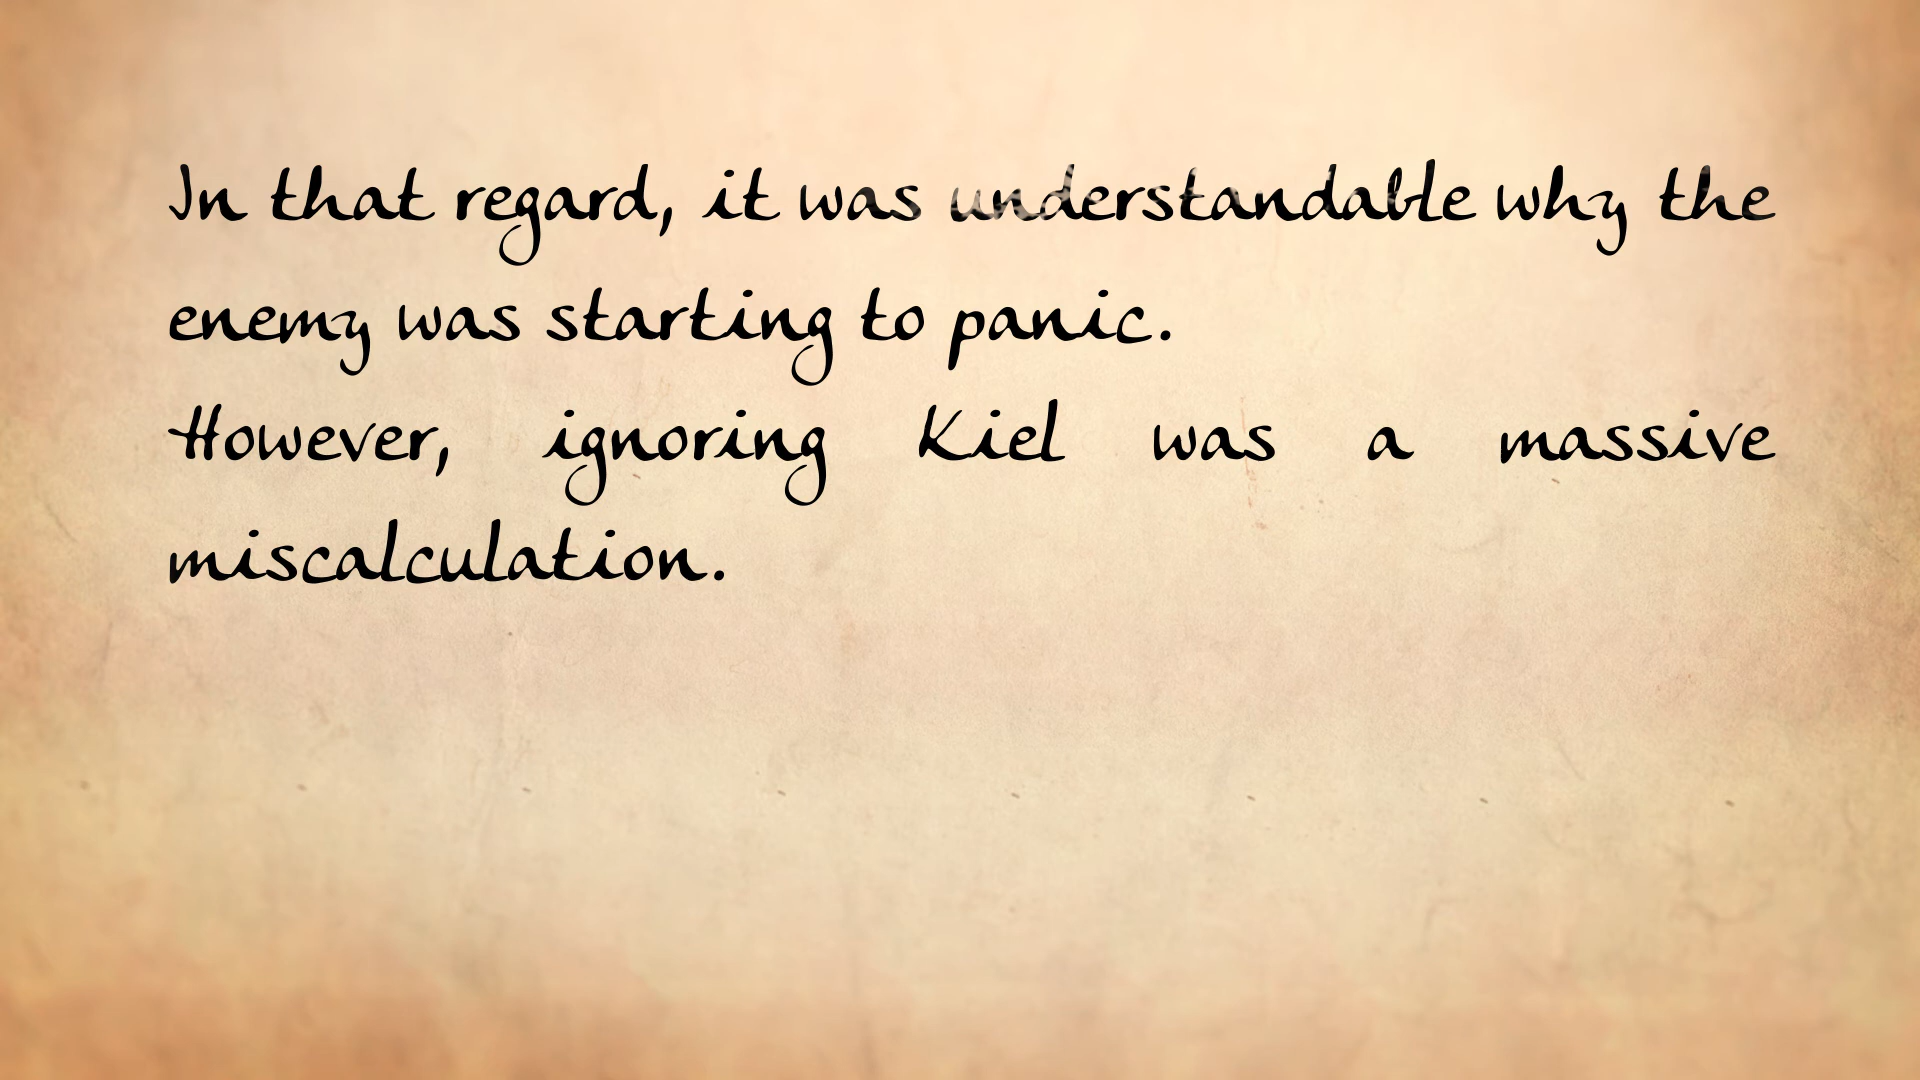 In that regard, it was understandable why the
enemy was starting to panic.
However, ignoring Kiel was a massive
miscalculation.